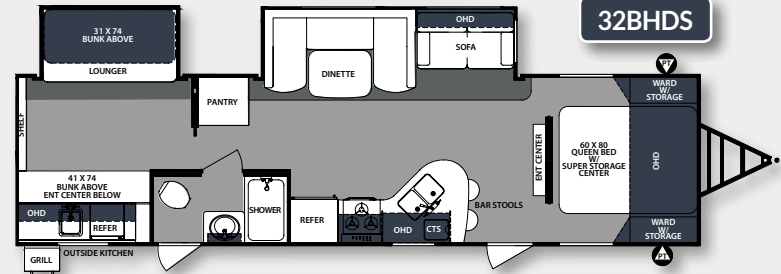 32BHDS
31 X 74
BUNK ABOVE
LOUNGER
OHD
SOFA
DINETTE
PT
WARD
W/
STORAGE
PANTRY
SHELF
ENT CENTER
60 X 80
QUEEN BED
W/
SUPER STORAGE
CENTER
OHD
41 X 74
BUNK ABOVE
ENT CENTER BELOW
OHD
REFER
SHOWER
REFER
OHD
CTS
BAR STOOLS
WARD
W/
STORAGE
PT
OUTSIDE KITCHEN
GRILL